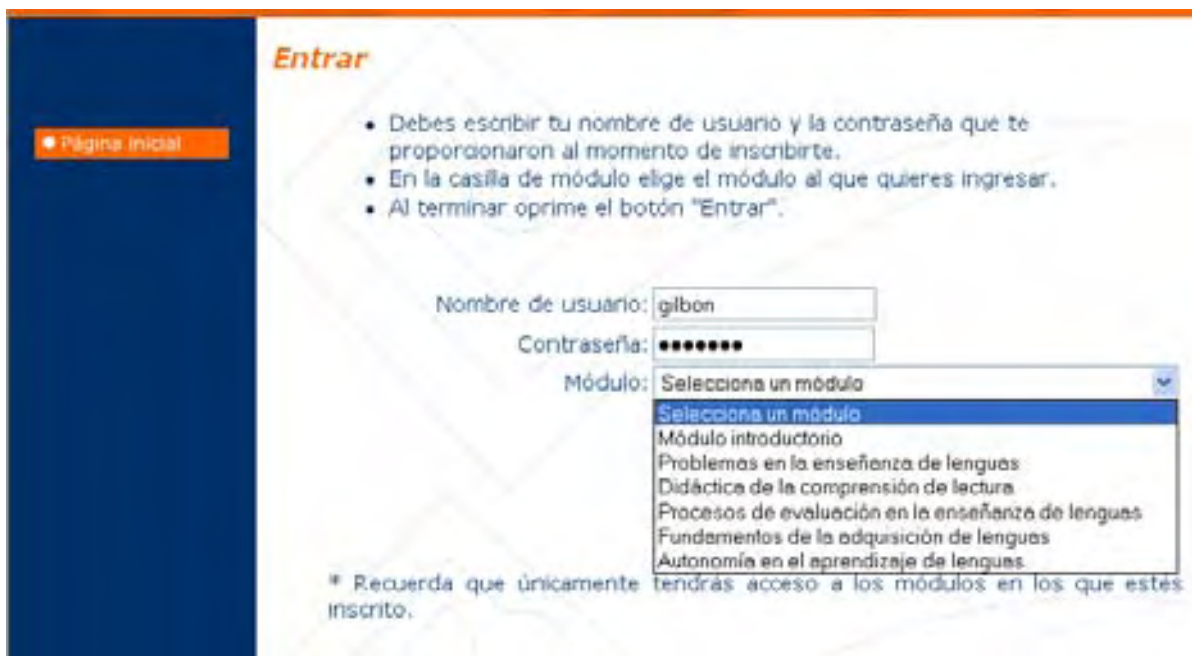 Entrar
Página inicial
• Debes escribir tu nombre de usuario y la contraseña que te
proporcionaron al momento de inscribirte.
• En la casilla de módulo elige el módulo al que quieres ingresar.
• Al terminar oprime el botón "Entrar".
Nombre de usuario: gilbon
Contraseña: •••••••
Módulo: Selecciona un módulo
Selecciona un módulo
Módulo introductorio
Problemas en la enseñanza de lenguas
Didáctica de la comprensión de lectura
Procesos de evaluación en la enseñanza de lenguas
Fundamentos de la adquisición de lenguas
Autonomía en el aprendizaje de lenguas
* Recuerda que únicamente tendrás acceso a los módulos en los que estés
inscrito.